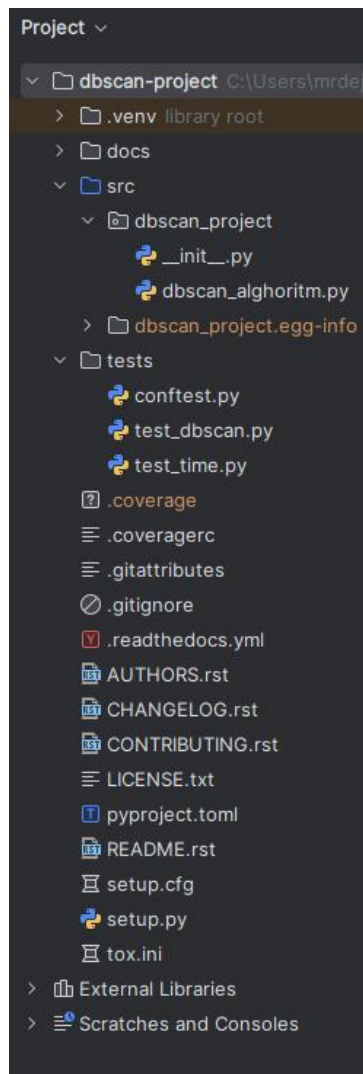 Project
dbscan-project C:\Users\mrdej
.venv library root
docs
src
dbscan_project
__init__.py
dbscan_alghoritm.py
dbscan_project.egg-info
tests
conftest.py
test_dbscan.py
test_time.py
.coverage
.coveragerc
.gitattributes
.gitignore
.readthedocs.yml
AUTHORS.rst
CHANGELOG.rst
CONTRIBUTING.rst
LICENSE.txt
pyproject.toml
README.rst
setup.cfg
setup.py
tox.ini
External Libraries
Scratches and Consoles